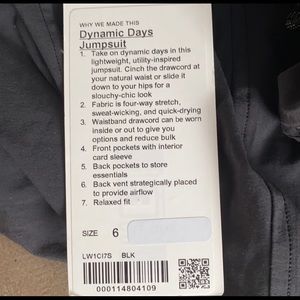 WHY WE MADE THIS
Dynamic Days
Jumpsuit
1. Take on dynamic days in this
lightweight, utility-inspired
jumpsuit. Cinch the drawcord at
your natural waist or slide it
down to your hips for a
slouchy-chic look
2. Fabric is four-way stretch,
sweat-wicking, and quick-drying
3. Waistband drawcord can be worn
inside or out to give you
options and reduce bulk
4. Front pockets with interior
card sleeve
5. Back pockets to store
essentials
6. Back vent strategically placed
to provide airflow
7. Relaxed fit
SIZE 6
LW1CI7S BLK
000114804109